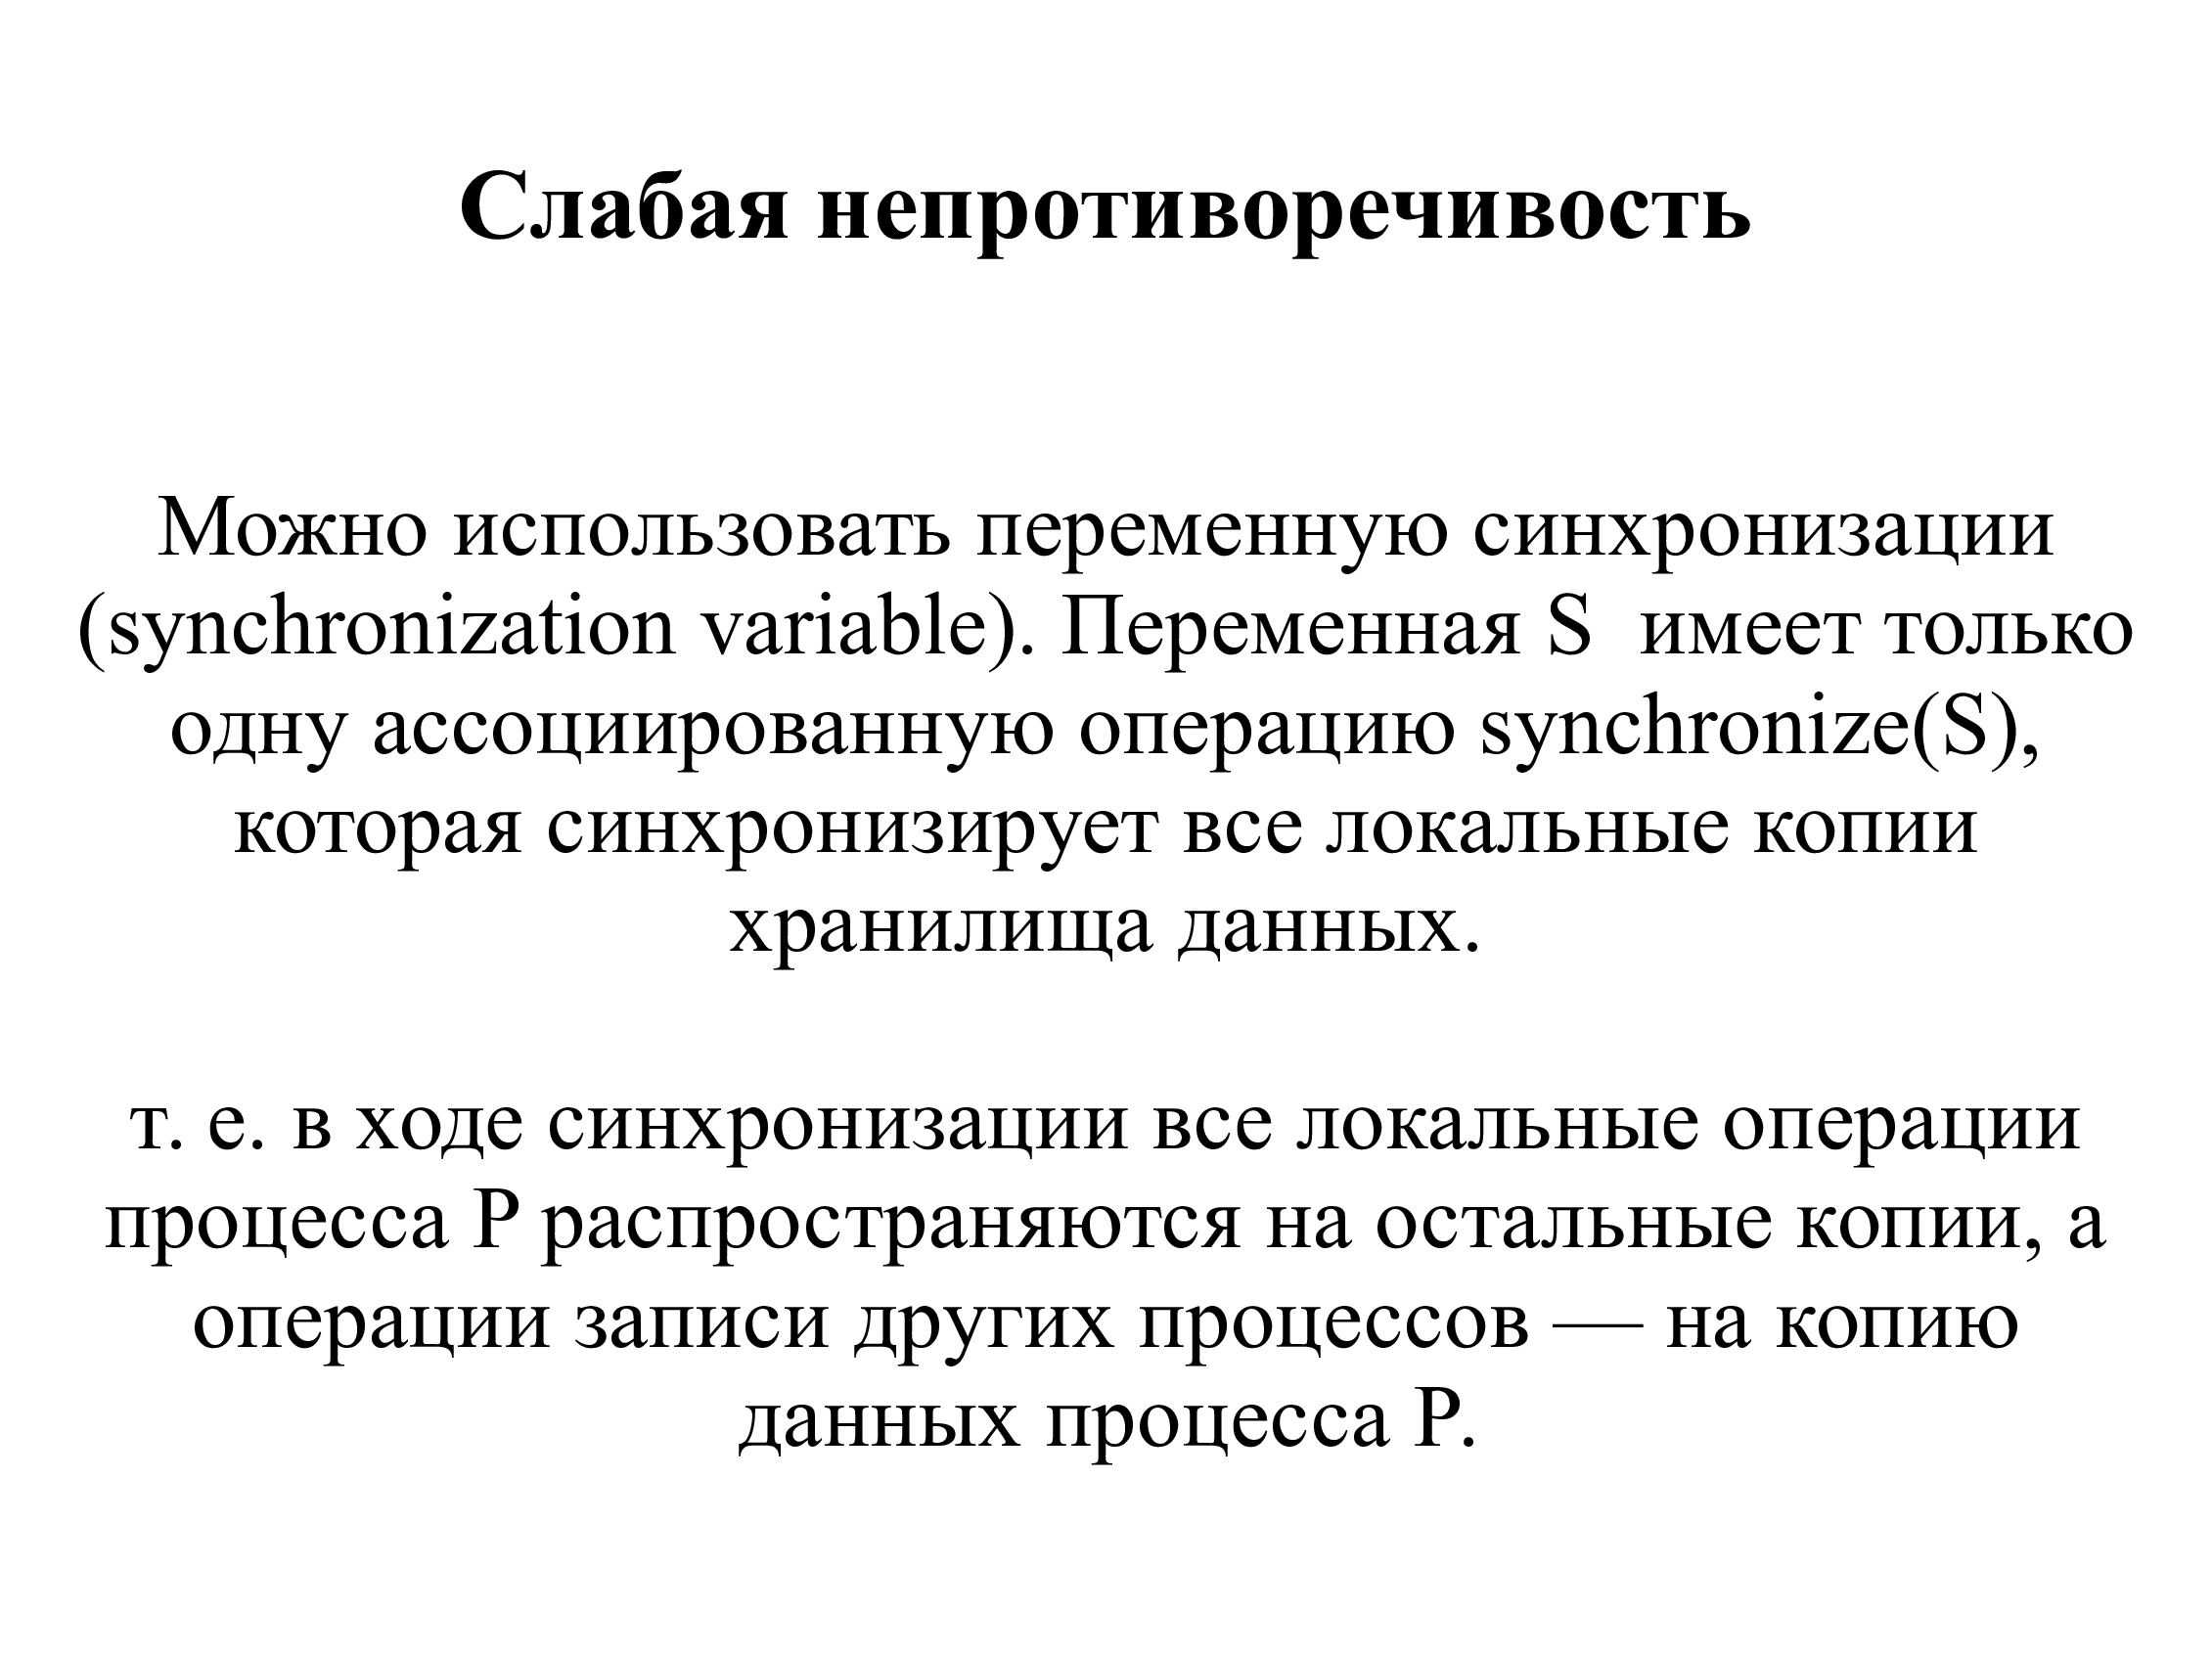 Слабая непротиворечивость
Можно использовать переменную синхронизации
(synchronization variable). Переменная S имеет только
одну ассоциированную операцию synchronize(S),
которая синхронизирует все локальные копии
хранилища данных.
т. е. в ходе синхронизации все локальные операции
процесса Р распространяются на остальные копии, а
операции записи других процессов — на копию
данных процесса Р.